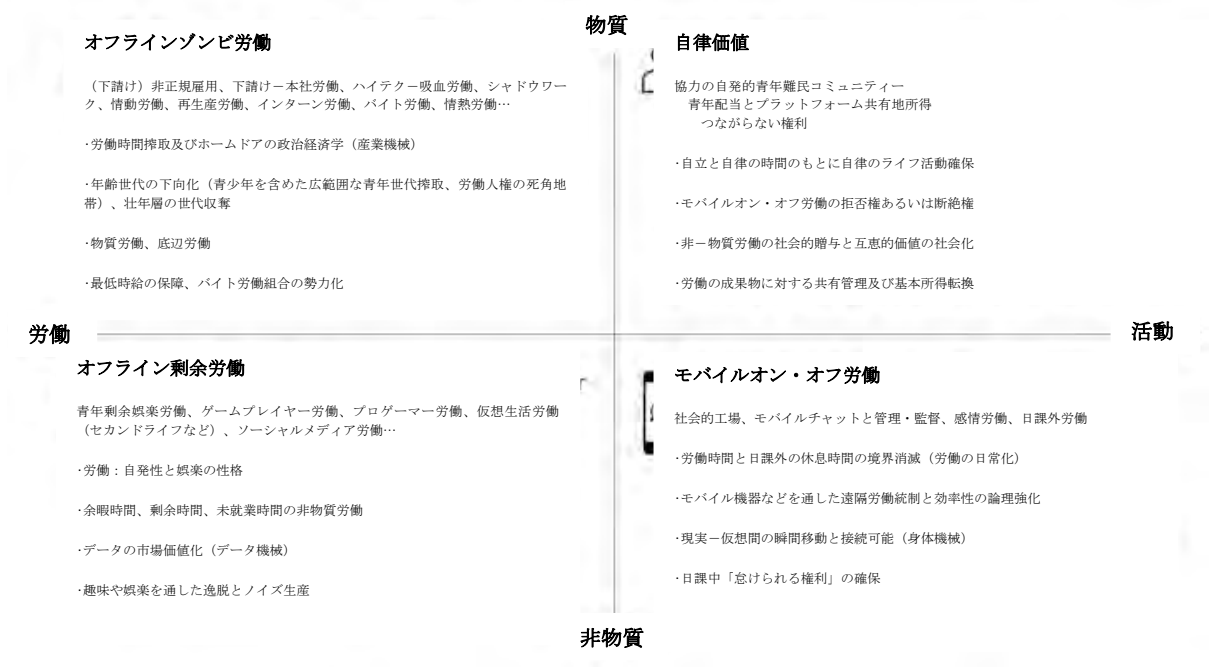 物質
オフラインゾンビ労働
（下請け）非正規雇用、下請け－本社労働、ハイテク－吸血労働、シャドウワー
ク、情動労働、再生産労働、インターン労働、バイト労働、情熱労働…
·労働時間搾取及びホームドアの政治経済学（産業機械）
·年齢世代の下向化（青少年を含めた広範囲な青年世代搾取、労働人権の死角地
帯）、壮年層の世代収奪
·物質労働、底辺労働
·最低時給の保障、バイト労働組合の勢力化
自律価値
協力の自発的青年難民コミュニティー
青年配当とプラットフォーム共有地所得
つながらない権利
·自立と自律の時間のもとに自律のライフ活動確保
·モバイルオン・オフ労働の拒否権あるいは断絶権
·非－物質労働の社会的贈与と互恵的価値の社会化
·労働の成果物に対する共有管理及び基本所得転換
労働
活動
オフライン剰余労働
青年剰余娯楽労働、ゲームプレイヤー労働、プロゲーマー労働、仮想生活労働
（セカンドライフなど）、ソーシャルメディア労働…
·労働：自発性と娯楽の性格
·余暇時間、剰余時間、未就業時間の非物質労働
·データの市場価値化（データ機械）
·趣味や娯楽を通した逸脱とノイズ生産
モバイルオン・オフ労働
社会的工場、モバイルチャットと管理・監督、感情労働、日課外労働
·労働時間と日課外の休息時間の境界消滅（労働の日常化）
·モバイル機器などを通した遠隔労働統制と効率性の論理強化
·現実－仮想間の瞬間移動と接続可能（身体機械）
·日課中「怠けられる権利」の確保
非物質